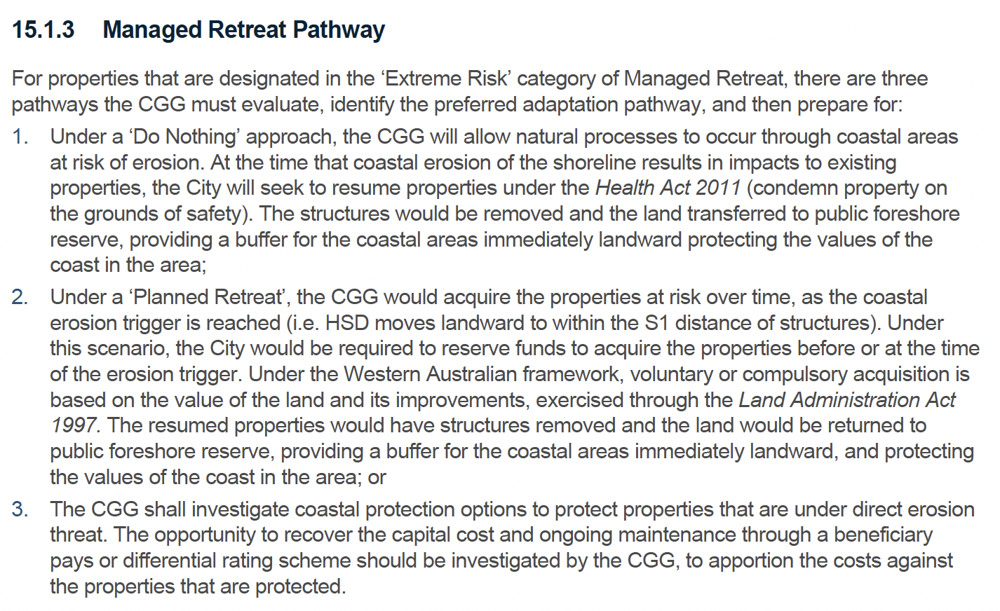 15.1.3 Managed Retreat Pathway
For properties that are designated in the ‘Extreme Risk’ category of Managed Retreat, there are three
pathways the CGG must evaluate, identify the preferred adaptation pathway, and then prepare for:
1. Under a ‘Do Nothing’ approach, the CGG will allow natural processes to occur through coastal areas
at risk of erosion. At the time that coastal erosion of the shoreline results in impacts to existing
properties, the City will seek to resume properties under the Health Act 2011 (condemn property on
the grounds of safety). The structures would be removed and the land transferred to public foreshore
reserve, providing a buffer for the coastal areas immediately landward protecting the values of the
coast in the area;
2. Under a ‘Planned Retreat’, the CGG would acquire the properties at risk over time, as the coastal
erosion trigger is reached (i.e. HSD moves landward to within the S1 distance of structures). Under
this scenario, the City would be required to reserve funds to acquire the properties before or at the time
of the erosion trigger. Under the Western Australian framework, voluntary or compulsory acquisition is
based on the value of the land and its improvements, exercised through the Land Administration Act
1997. The resumed properties would have structures removed and the land would be returned to
public foreshore reserve, providing a buffer for the coastal areas immediately landward, and protecting
the values of the coast in the area; or
3. The CGG shall investigate coastal protection options to protect properties that are under direct erosion
threat. The opportunity to recover the capital cost and ongoing maintenance through a beneficiary
pays or differential rating scheme should be investigated by the CGG, to apportion the costs against
the properties that are protected.